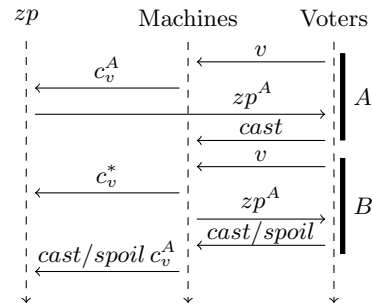 zp Machines Voters
v
c_v^A
zp^A
A
cast
v
c_v^*
zp^A
B
cast/spoil
cast/spoil c_v^A